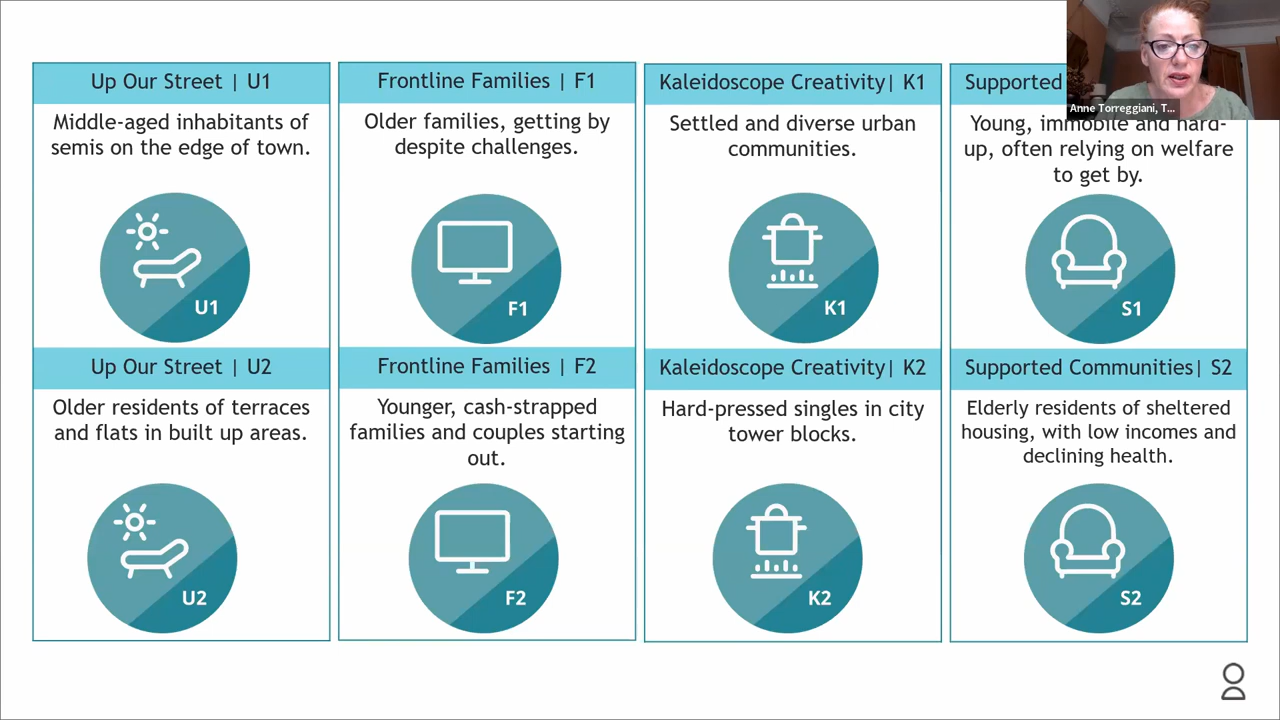 Up Our Street | U1
Middle-aged inhabitants of
semis on the edge of town.
U1
Frontline Families | F1
Older families, getting by
despite challenges.
F1
Kaleidoscope Creativity| K1
Settled and diverse urban
communities.
K1
Supported
Young, immobile and hard-
up, often relying on welfare
to get by.
S1
Anne Torreggiani, T...
Up Our Street | U2
Older residents of terraces
and flats in built up areas.
U2
Frontline Families | F2
Younger, cash-strapped
families and couples starting
out.
F2
Kaleidoscope Creativity| K2
Hard-pressed singles in city
tower blocks.
K2
Supported Communities| S2
Elderly residents of sheltered
housing, with low incomes and
declining health.
S2